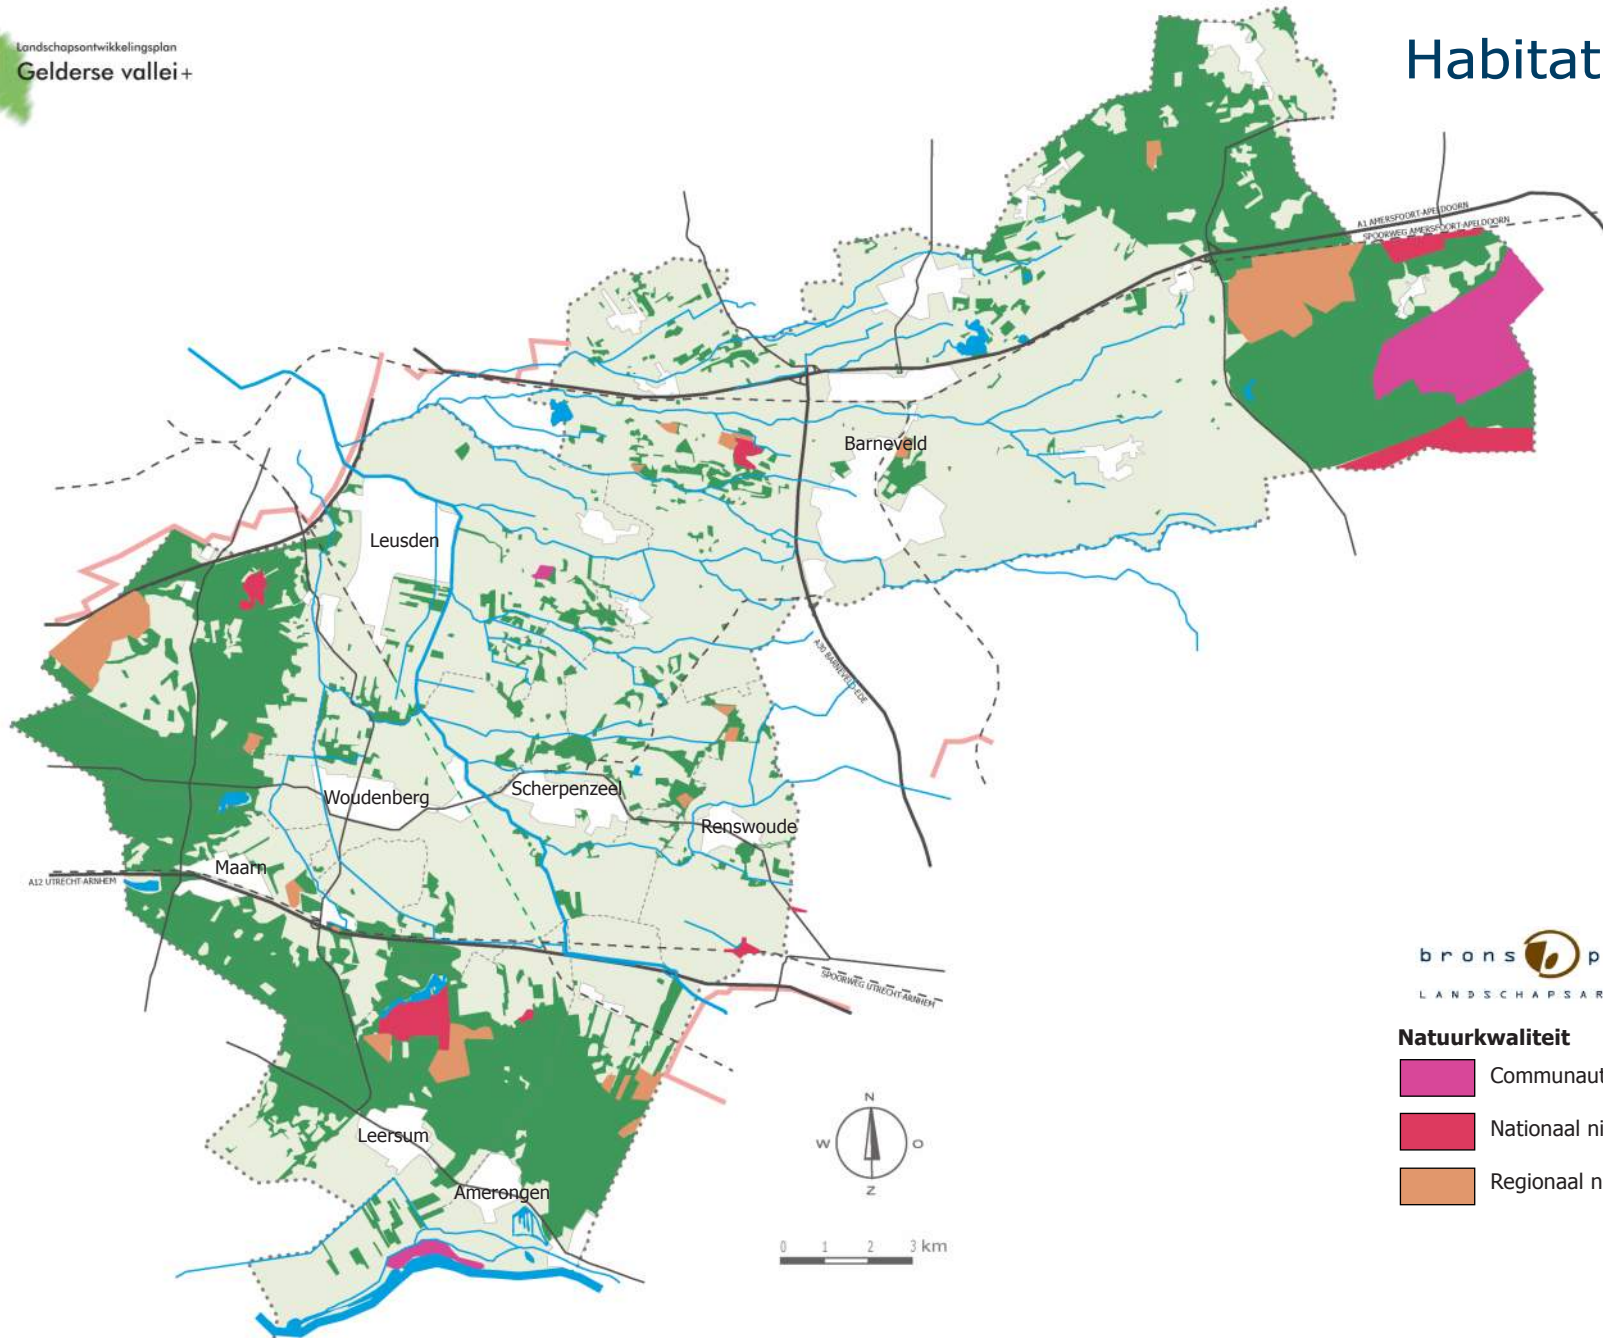 Landschapsontwikkelingsplan
Gelderse vallei+
Habitat
A1 AMERSFOORT-APELDOORN
SPOORWEG AMERSFOORT-APELDOORN
Barneveld
Leusden
A30 BARNEVELD-EDE
Woudenberg
Scherpenzeel
Renswoude
Maarn
A12 UTRECHT-ARNHEM
SPOORWEG UTRECHT-ARNHEM
Leersum
Amerongen
N
W O
Z
0 1 2 3 km
brons p
LANDSCHAPSAR
Natuurkwaliteit
Communaut
Nationaal ni
Regionaal n